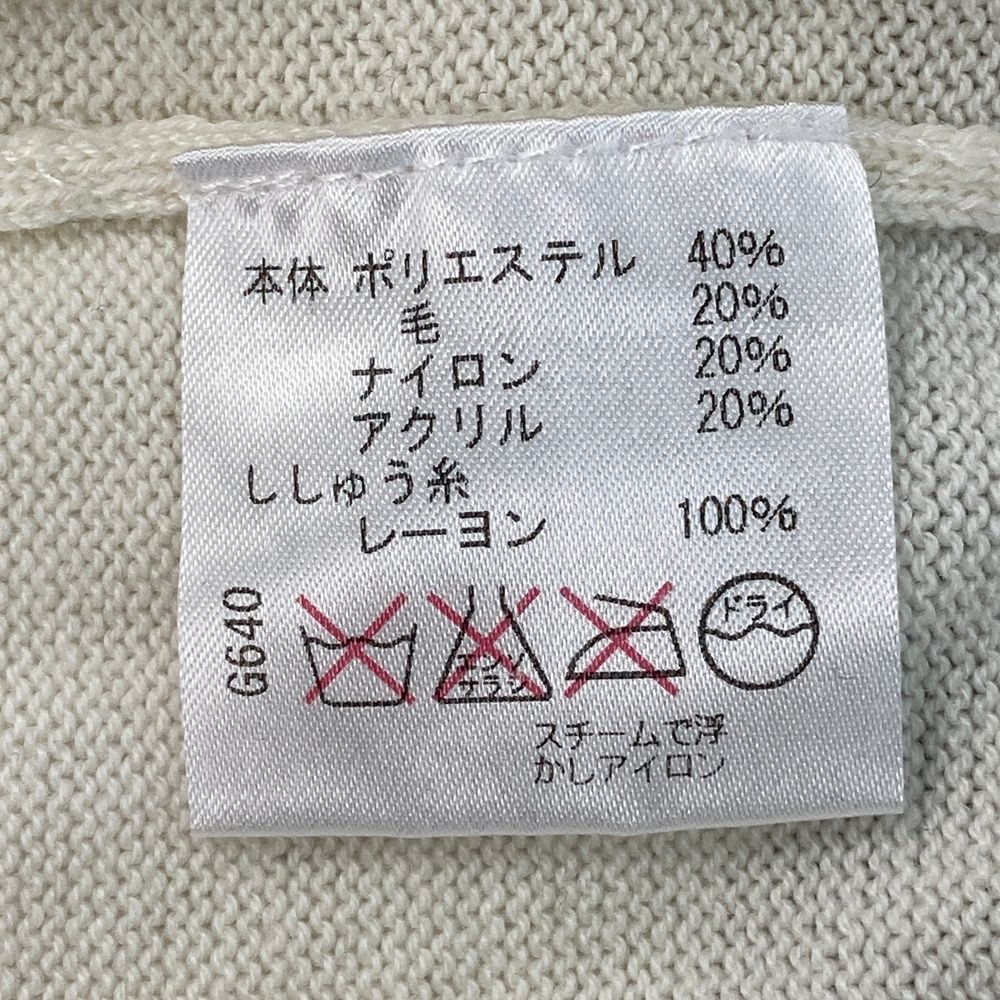 本体 ポリエステル 40%
毛 20%
ナイロン 20%
アクリル 20%
ししゅう糸
レーヨン 100%
G640
エンソ
サラシ
ドライ
スチームで浮
かしアイロン